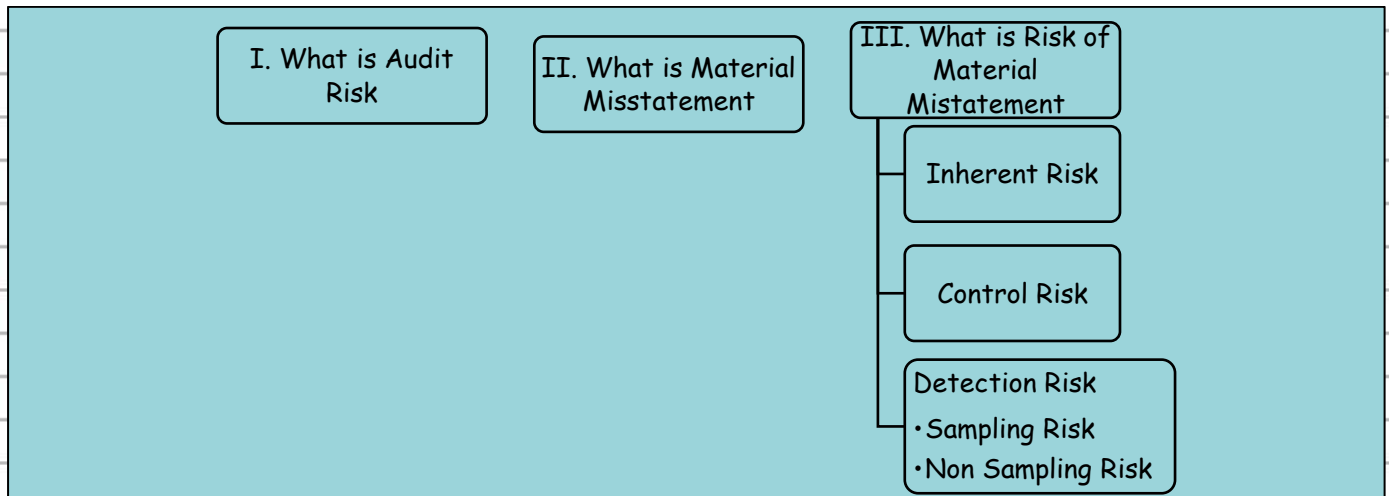 I. What is Audit
Risk
II. What is Material
Misstatement
III. What is Risk of
Material
Mistatement
Inherent Risk
Control Risk
Detection Risk
•Sampling Risk
•Non Sampling Risk